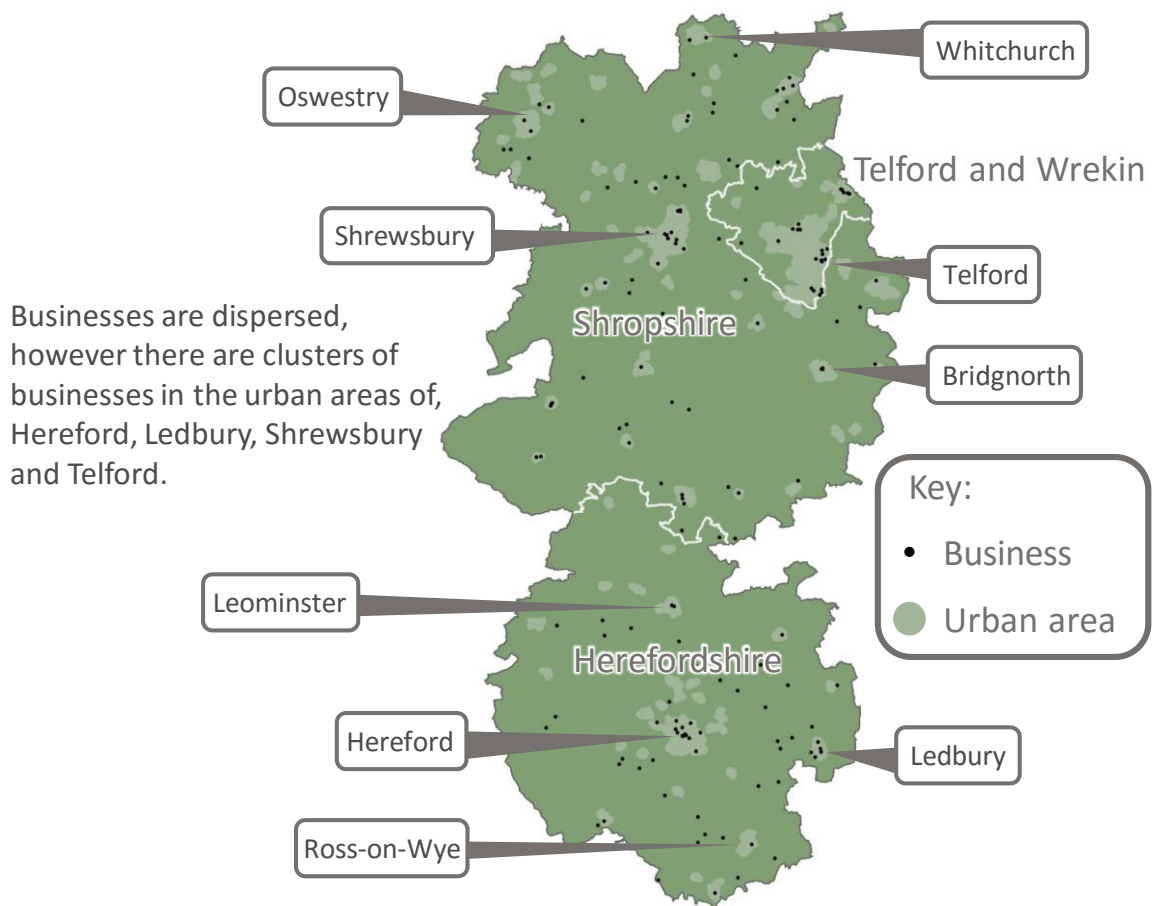 Whitchurch
Oswestry
Telford and Wrekin
Shrewsbury
Telford
Businesses are dispersed,
however there are clusters of
businesses in the urban areas of,
Hereford, Ledbury, Shrewsbury
and Telford.
Shropshire
Bridgnorth
Key:
Business
Urban area
Leominster
Herefordshire
Hereford
Ledbury
Ross-on-Wye